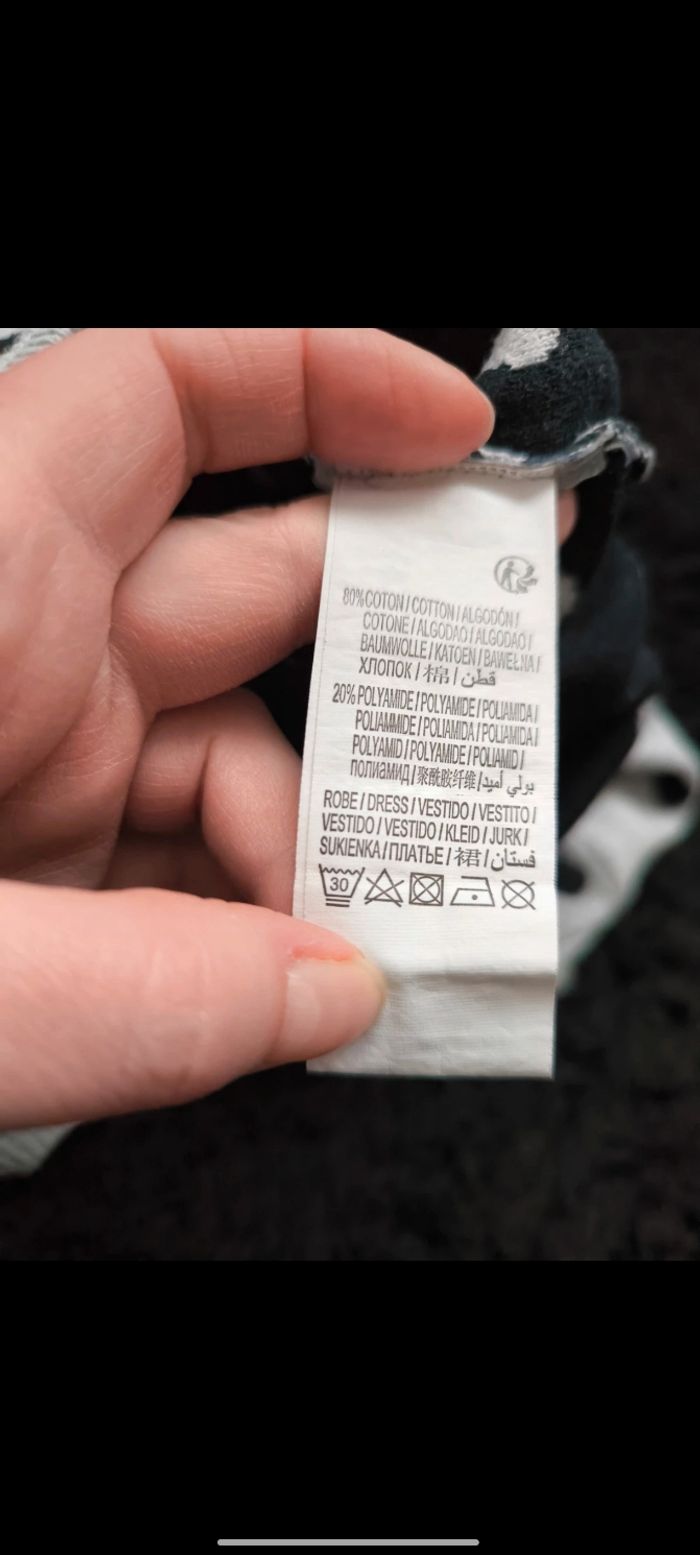 80% COTON / COTTON / ALGODÓN /
COTONE / ALGODAO / ALGODAO /
BAUMWOLLE / KATOEN / BAWEŁNA /
ХЛОПОК / 棉 / قطن
20% POLYAMIDE / POLYAMIDE / POLIAMIDA /
POLIAMMIDE / POLIAMIDA / POLIAMIDA /
POLYAMID / POLYAMIDE / POLIAMID /
ПОЛИАМИД / 聚酰胺纤维 / بولي أميد
ROBE / DRESS / VESTIDO / VESTITO /
VESTIDO / VESTIDO / KLEID / JURK /
SUKIENKA / ПЛАТЬЕ / 裙 / فستان
30